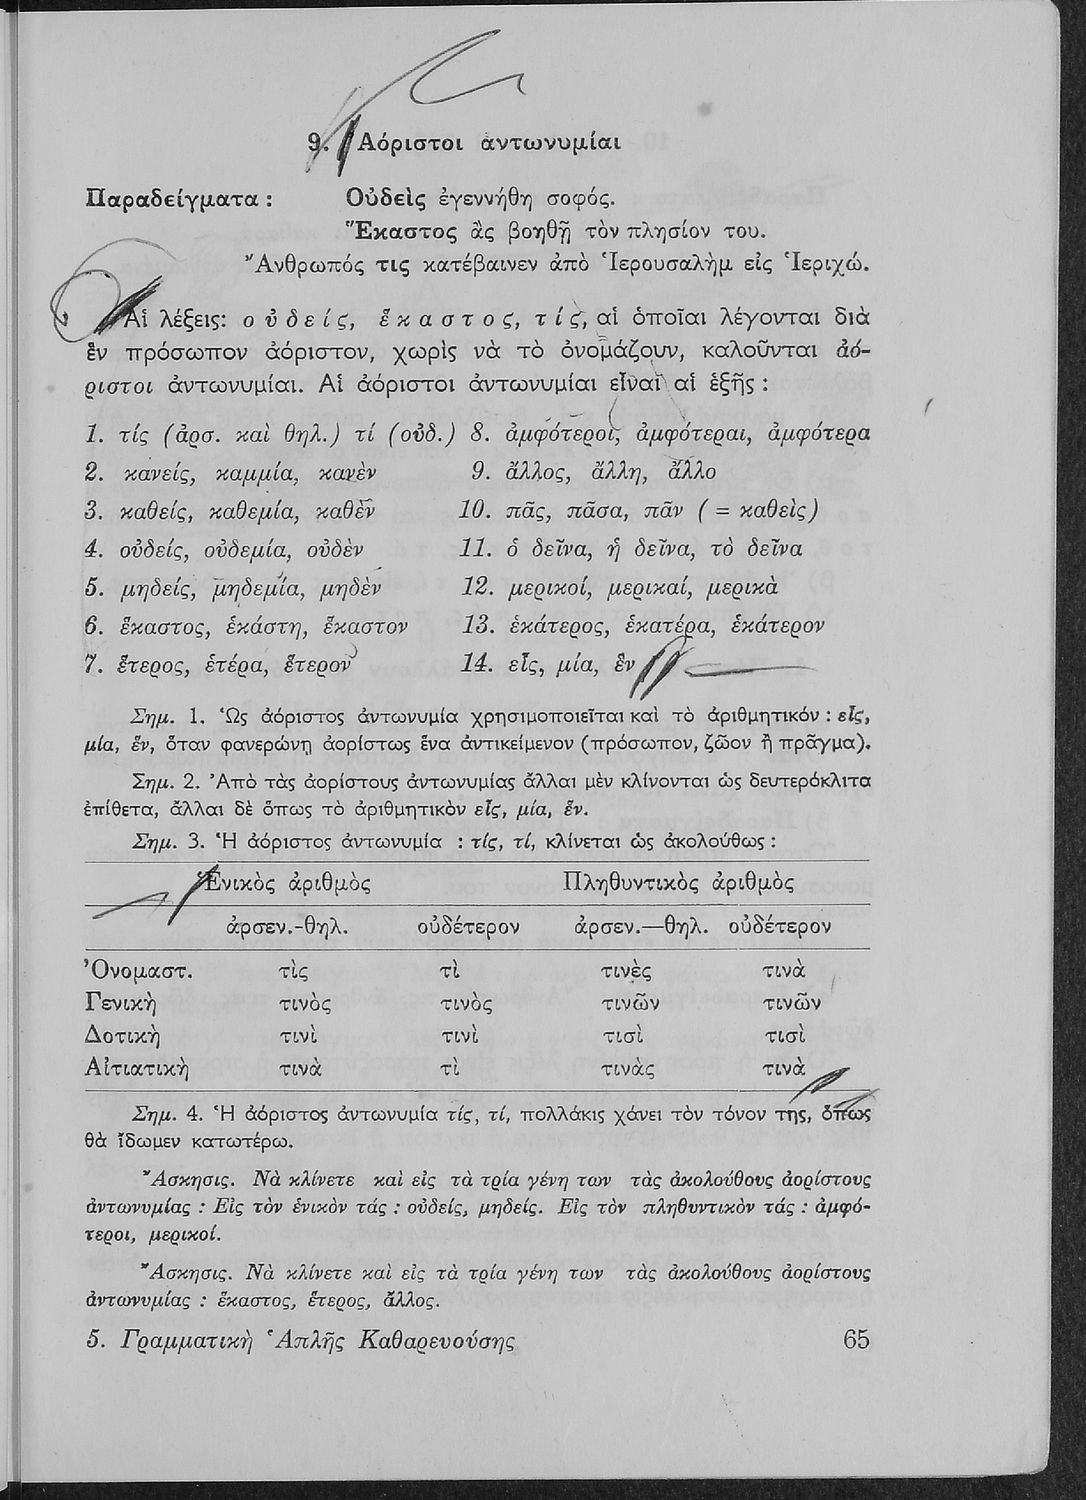 9. Ἀόριστοι ἀντωνυμίαι
Παραδείγματα : Οὐδεὶς ἐγεννήθη σοφός.
Ἕκαστος ἂς βοηθῇ τὸν πλησίον του.
Ἄνθρωπός τις κατέβαινεν ἀπὸ Ἱερουσαλὴμ εἰς Ἱεριχώ.
Αἱ λέξεις: οὐδείς, ἕκαστος, τίς, αἱ ὁποῖαι λέγονται διὰ
ἓν πρόσωπον ἀόριστον, χωρὶς νὰ τὸ ὀνομάζουν, καλοῦνται ἀό-
ριστοι ἀντωνυμίαι. Αἱ ἀόριστοι ἀντωνυμίαι εἶναι αἱ ἑξῆς :
1. τίς (ἀρσ. καὶ θηλ.) τί (οὐδ.) 8. ἀμφότεροι, ἀμφότεραι, ἀμφότερα
2. κανείς, καμμία, κανὲν 9. ἄλλος, ἄλλη, ἄλλο
3. καθείς, καθεμία, καθὲν 10. πᾶς, πᾶσα, πᾶν ( = καθεὶς)
4. οὐδείς, οὐδεμία, οὐδὲν 11. ὁ δεῖνα, ἡ δεῖνα, τὸ δεῖνα
5. μηδείς, μηδεμία, μηδὲν 12. μερικοί, μερικαί, μερικὰ
6. ἕκαστος, ἑκάστη, ἕκαστον 13. ἑκάτερος, ἑκατέρα, ἑκάτερον
7. ἕτερος, ἑτέρα, ἕτερον 14. εἷς, μία, ἓν
Σημ. 1. Ὡς ἀόριστος ἀντωνυμία χρησιμοποιεῖται καὶ τὸ ἀριθμητικόν : εἷς,
μία, ἕν, ὅταν φανερώνῃ ἀορίστως ἕνα ἀντικείμενον (πρόσωπον, ζῶον ἢ πρᾶγμα).
Σημ. 2. Ἀπὸ τὰς ἀορίστους ἀντωνυμίας ἄλλαι μὲν κλίνονται ὡς δευτερόκλιτα
ἐπίθετα, ἄλλαι δὲ ὅπως τὸ ἀριθμητικὸν εἷς, μία, ἕν.
Σημ. 3. Ἡ ἀόριστος ἀντωνυμία : τίς, τί, κλίνεται ὡς ἀκολούθως :
Ἑνικὸς ἀριθμὸς Πληθυντικὸς ἀριθμὸς
ἀρσεν.-θηλ. οὐδέτερον ἀρσεν.—θηλ. οὐδέτερον
Ὀνομαστ. τὶς τὶ τινὲς τινὰ
Γενικὴ τινὸς τινὸς τινῶν τινῶν
Δοτικὴ τινὶ τινὶ τισὶ τισὶ
Αἰτιατικὴ τινὰ τὶ τινὰς τινὰ
Σημ. 4. Ἡ ἀόριστος ἀντωνυμία τίς, τί, πολλάκις χάνει τὸν τόνον της, ὅπως
θὰ ἴδωμεν κατωτέρω.
Ἄσκησις. Νὰ κλίνετε καὶ εἰς τὰ τρία γένη των τὰς ἀκολούθους ἀορίστους
ἀντωνυμίας : Εἰς τὸν ἑνικὸν τάς : οὐδείς, μηδείς. Εἰς τὸν πληθυντικὸν τάς : ἀμφό-
τεροι, μερικοί.
Ἄσκησις. Νὰ κλίνετε καὶ εἰς τὰ τρία γένη των τὰς ἀκολούθους ἀορίστους
ἀντωνυμίας : ἕκαστος, ἕτερος, ἄλλος.
5. Γραμματικὴ Ἁπλῆς Καθαρευούσης 65